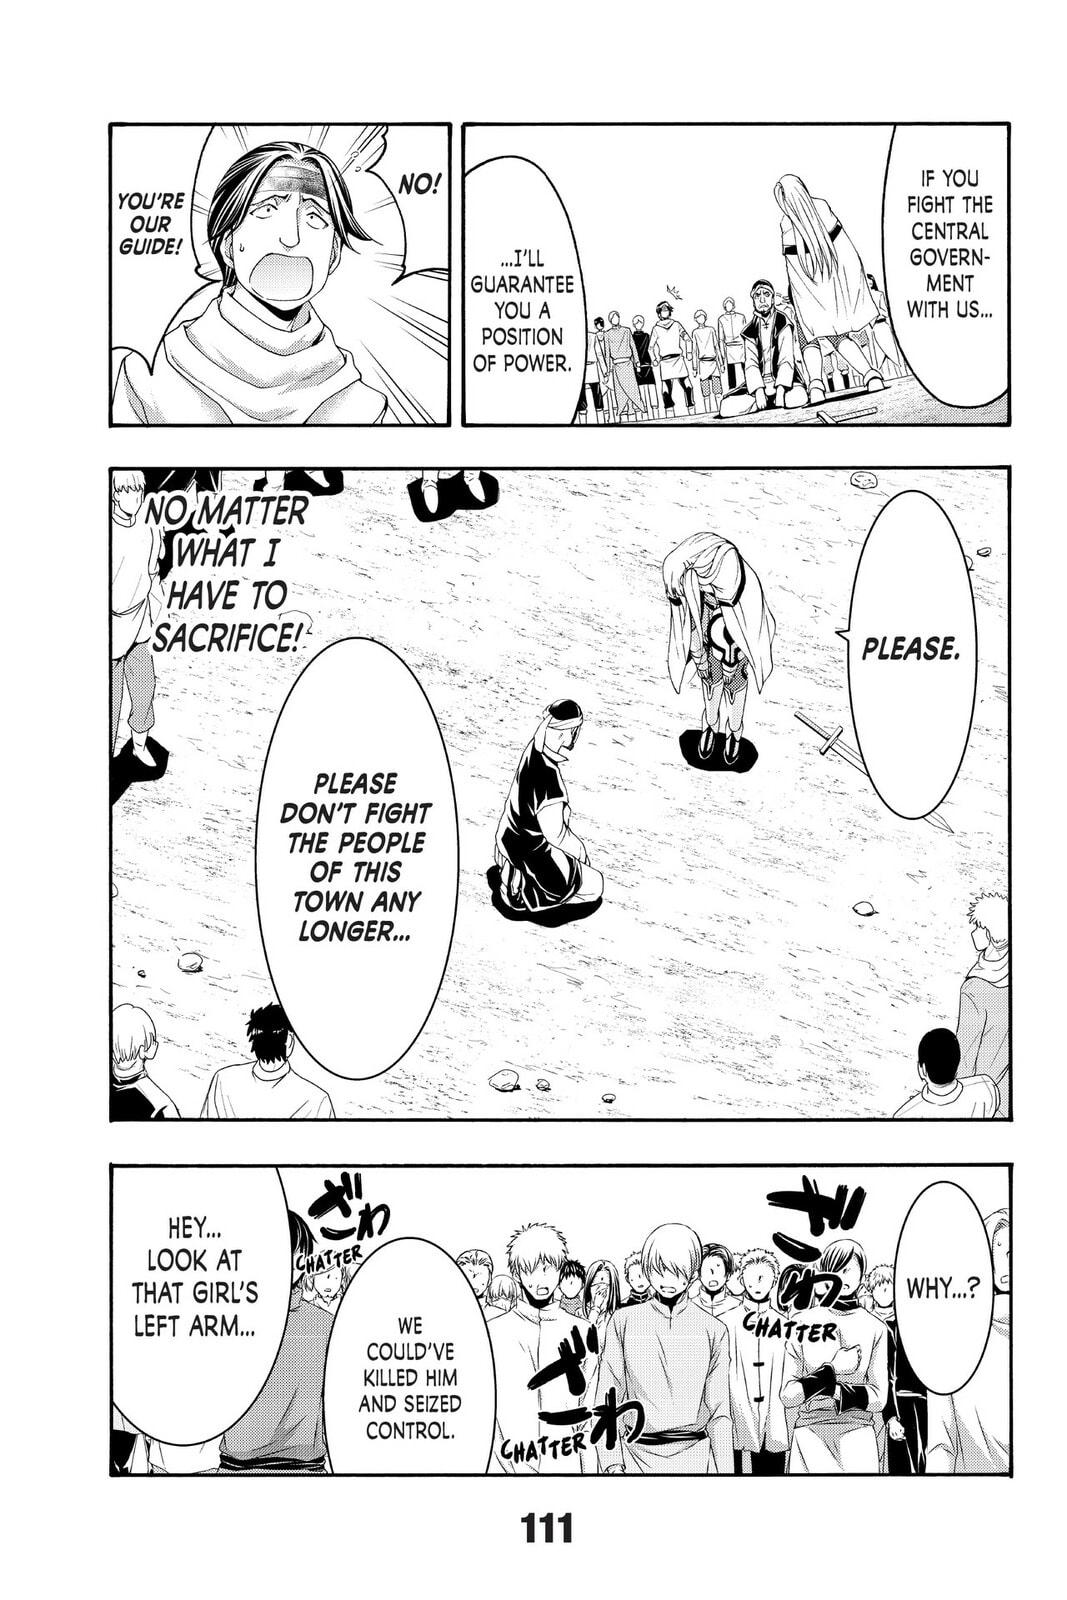 IF YOU
FIGHT THE
CENTRAL
GOVERN-
MENT
WITH US...
...I'LL
GUARANTEE
YOU A
POSITION
OF POWER.
NO!
YOU'RE
OUR
GUIDE!
PLEASE.
NO MATTER
WHAT I
HAVE TO
SACRIFICE!
PLEASE
DON'T FIGHT
THE PEOPLE
OF THIS
TOWN ANY
LONGER...
WHY...?
ざわ
CHATTER
ざわ
CHATTER
WE
COULD'VE
KILLED HIM
AND SEIZED
CONTROL.
ざわ
CHATTER
HEY...
LOOK AT
THAT GIRL'S
LEFT ARM...
111